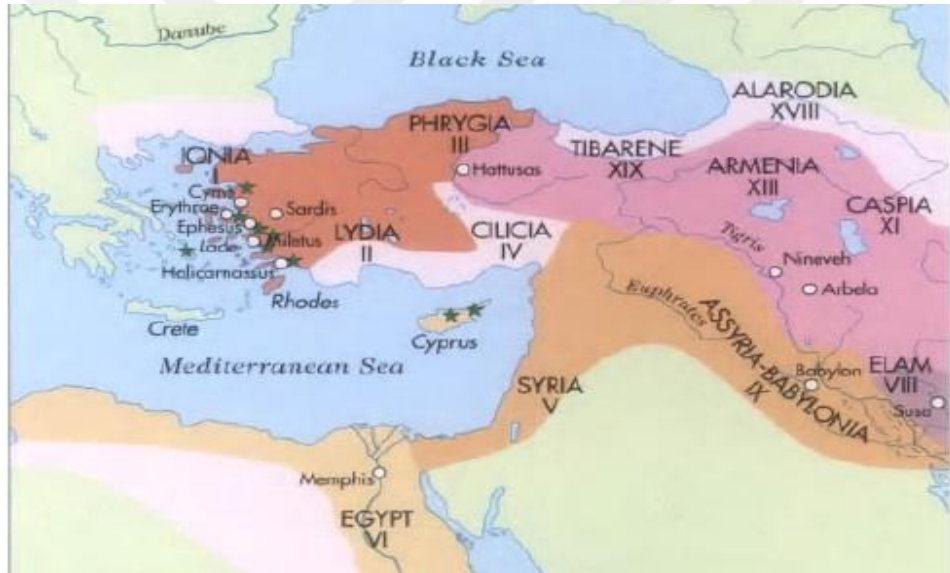 Danube
Black Sea
ALARODIA
XVIII
PHRYGIA
III
TIBARENE
XIX
IONIA
I
Hattusas
ARMENIA
XIII
Cyme
Erythrae
Sardis
CASPIA
XI
Ephesus
Lade
Miletus
LYDIA
II
CILICIA
IV
Tigris
Nineveh
Halicarnassus
Arbela
Rhodes
Euphrates
Crete
Cyprus
ASSYRIA-BABYLONIA
IX
Mediterranean Sea
Babylon
ELAM
VIII
SYRIA
V
Susa
Memphis
EGYPT
VI